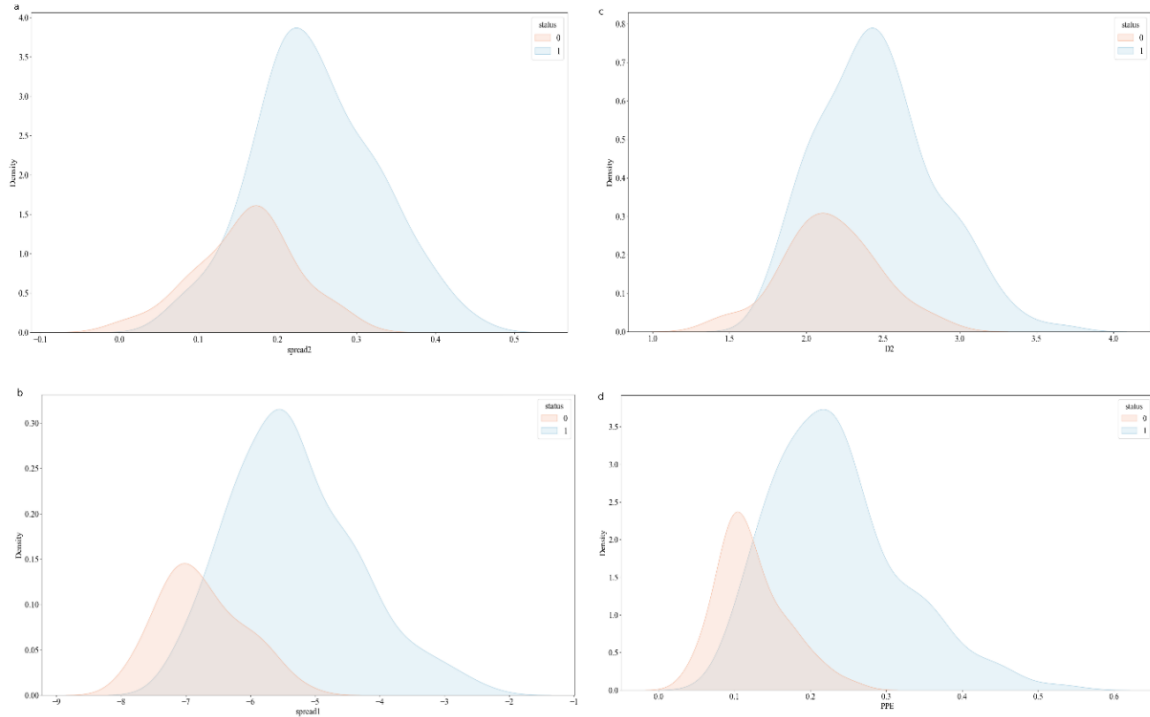 a
4.0
3.5
3.0
2.5
2.0
1.5
1.0
0.5
0.0
Density
−0.1 0.0 0.1 0.2 0.3 0.4 0.5
spread2
status
0
1
c
0.8
0.7
0.6
0.5
0.4
0.3
0.2
0.1
0.0
Density
1.0 1.5 2.0 2.5 3.0 3.5 4.0
D2
status
0
1
b
0.30
0.25
0.20
0.15
0.10
0.05
0.00
Density
−9 −8 −7 −6 −5 −4 −3 −2 −1
spread1
status
0
1
d
3.5
3.0
2.5
2.0
1.5
1.0
0.5
0.0
Density
0.0 0.1 0.2 0.3 0.4 0.5 0.6
PPE
status
0
1